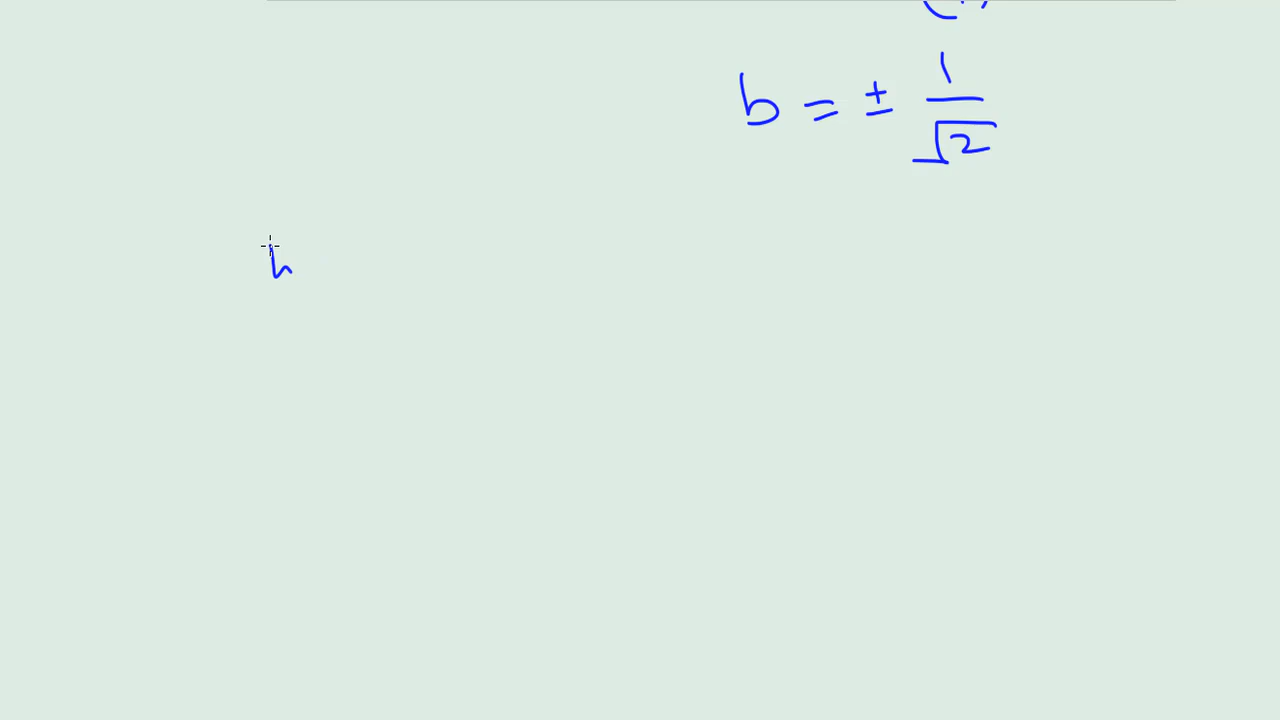 b = ± 1/√2
h